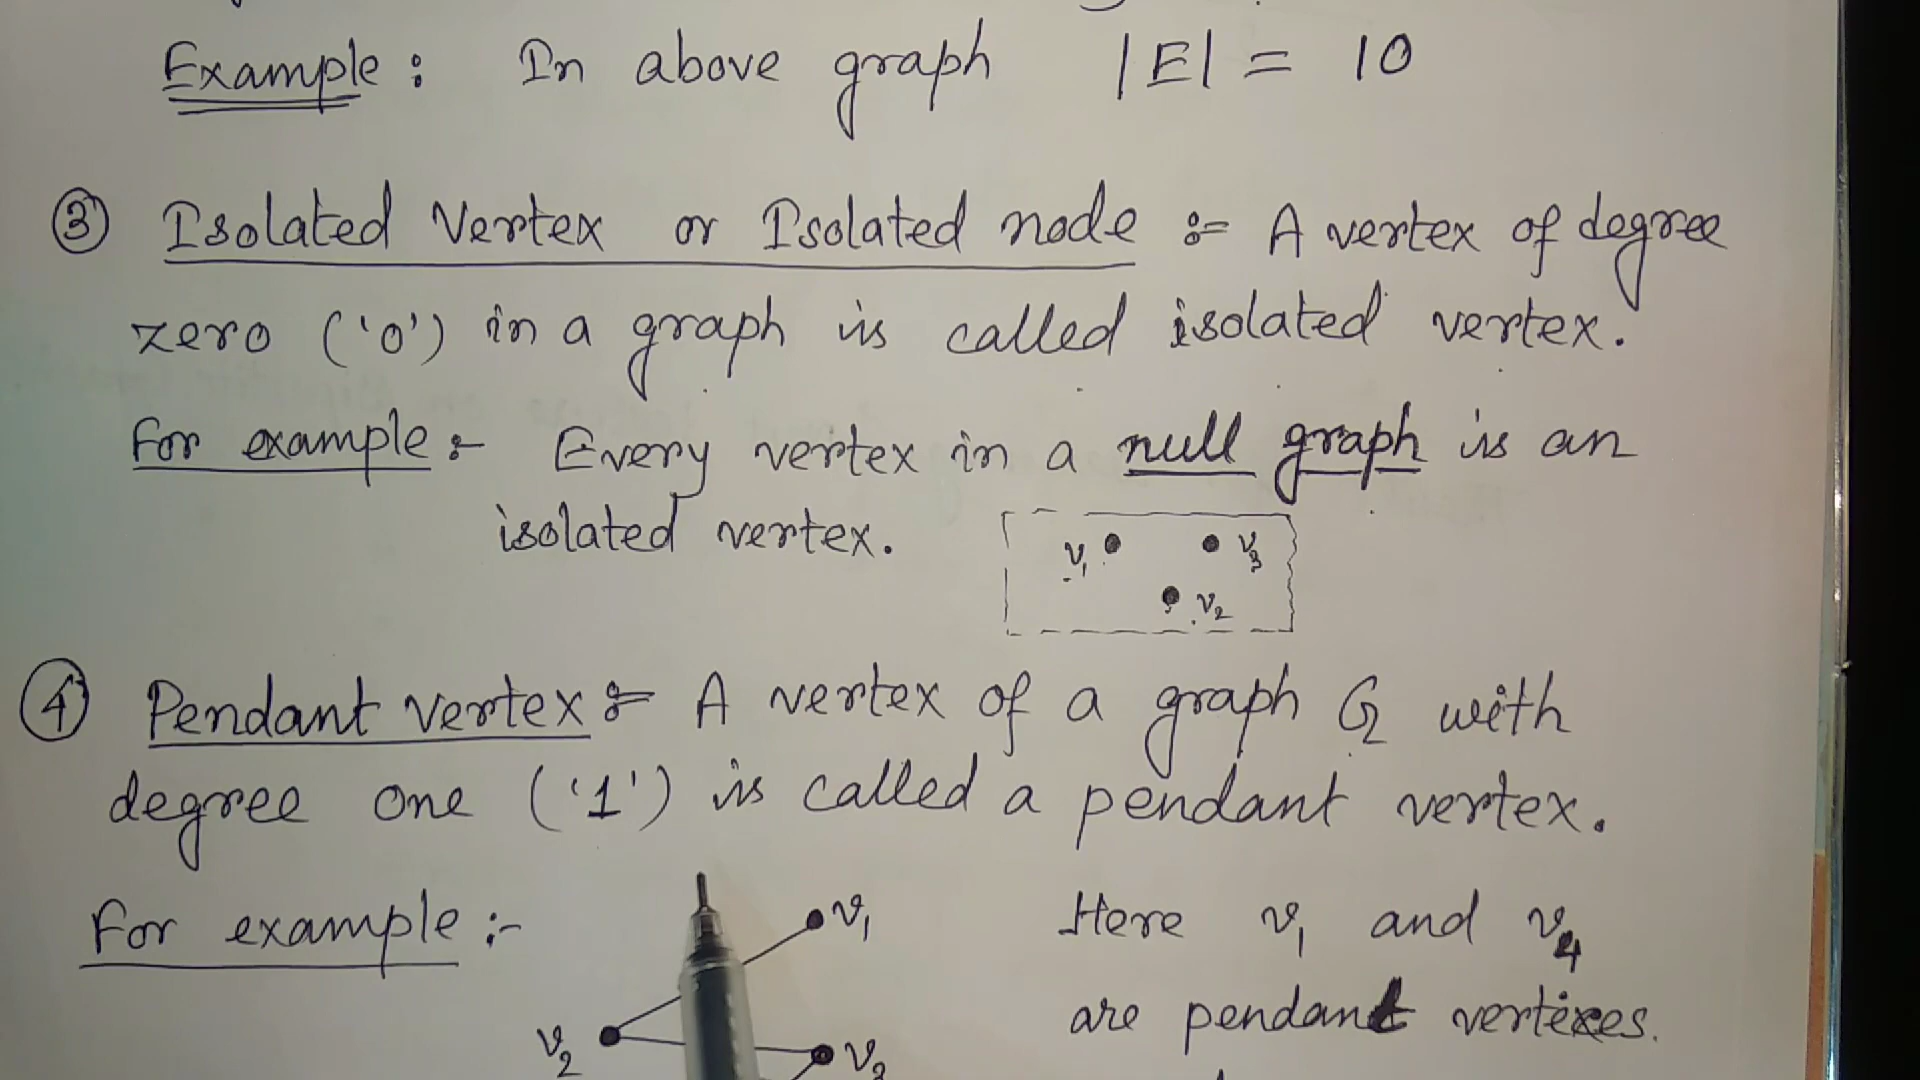 Example : In above graph |E| = 10
③ Isolated Vertex or Isolated node :- A vertex of degree
zero ('0') in a graph is called isolated vertex.
For example :- Every vertex in a null graph is an
isolated vertex.
v₁ v₃
v₂
④ Pendant vertex :- A vertex of a graph G with
degree one ('1') is called a pendant vertex.
For example :- v₁ Here v₁ and v₄
are pendant vertices.
v₂ v₃